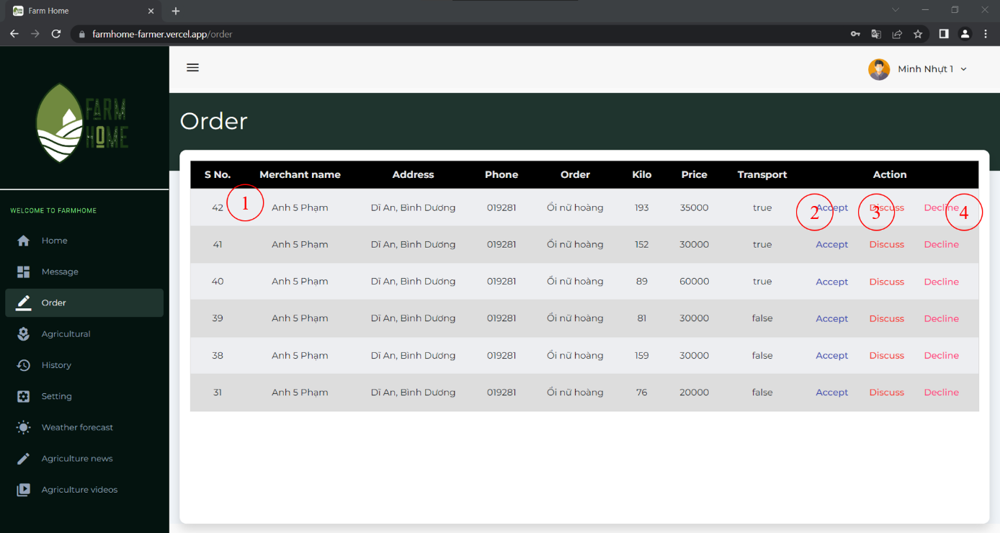 Farm Home
farmhome-farmer.vercel.app/order
FARM
HOME
Minh Nhựt 1
Order
WELCOME TO FARMHOME
Home
Message
Order
Agricultural
History
Setting
Weather forecast
Agriculture news
Agriculture videos
S No. Merchant name Address Phone Order Kilo Price Transport Action
42 1 Anh 5 Phạm Dĩ An, Bình Dương 019281 Ổi nữ hoàng 193 35000 true 2 Accept 3 Discuss Decline 4
41 Anh 5 Phạm Dĩ An, Bình Dương 019281 Ổi nữ hoàng 152 30000 true Accept Discuss Decline
40 Anh 5 Phạm Dĩ An, Bình Dương 019281 Ổi nữ hoàng 89 60000 true Accept Discuss Decline
39 Anh 5 Phạm Dĩ An, Bình Dương 019281 Ổi nữ hoàng 81 30000 false Accept Discuss Decline
38 Anh 5 Phạm Dĩ An, Bình Dương 019281 Ổi nữ hoàng 159 30000 false Accept Discuss Decline
31 Anh 5 Phạm Dĩ An, Bình Dương 019281 Ổi nữ hoàng 76 20000 false Accept Discuss Decline